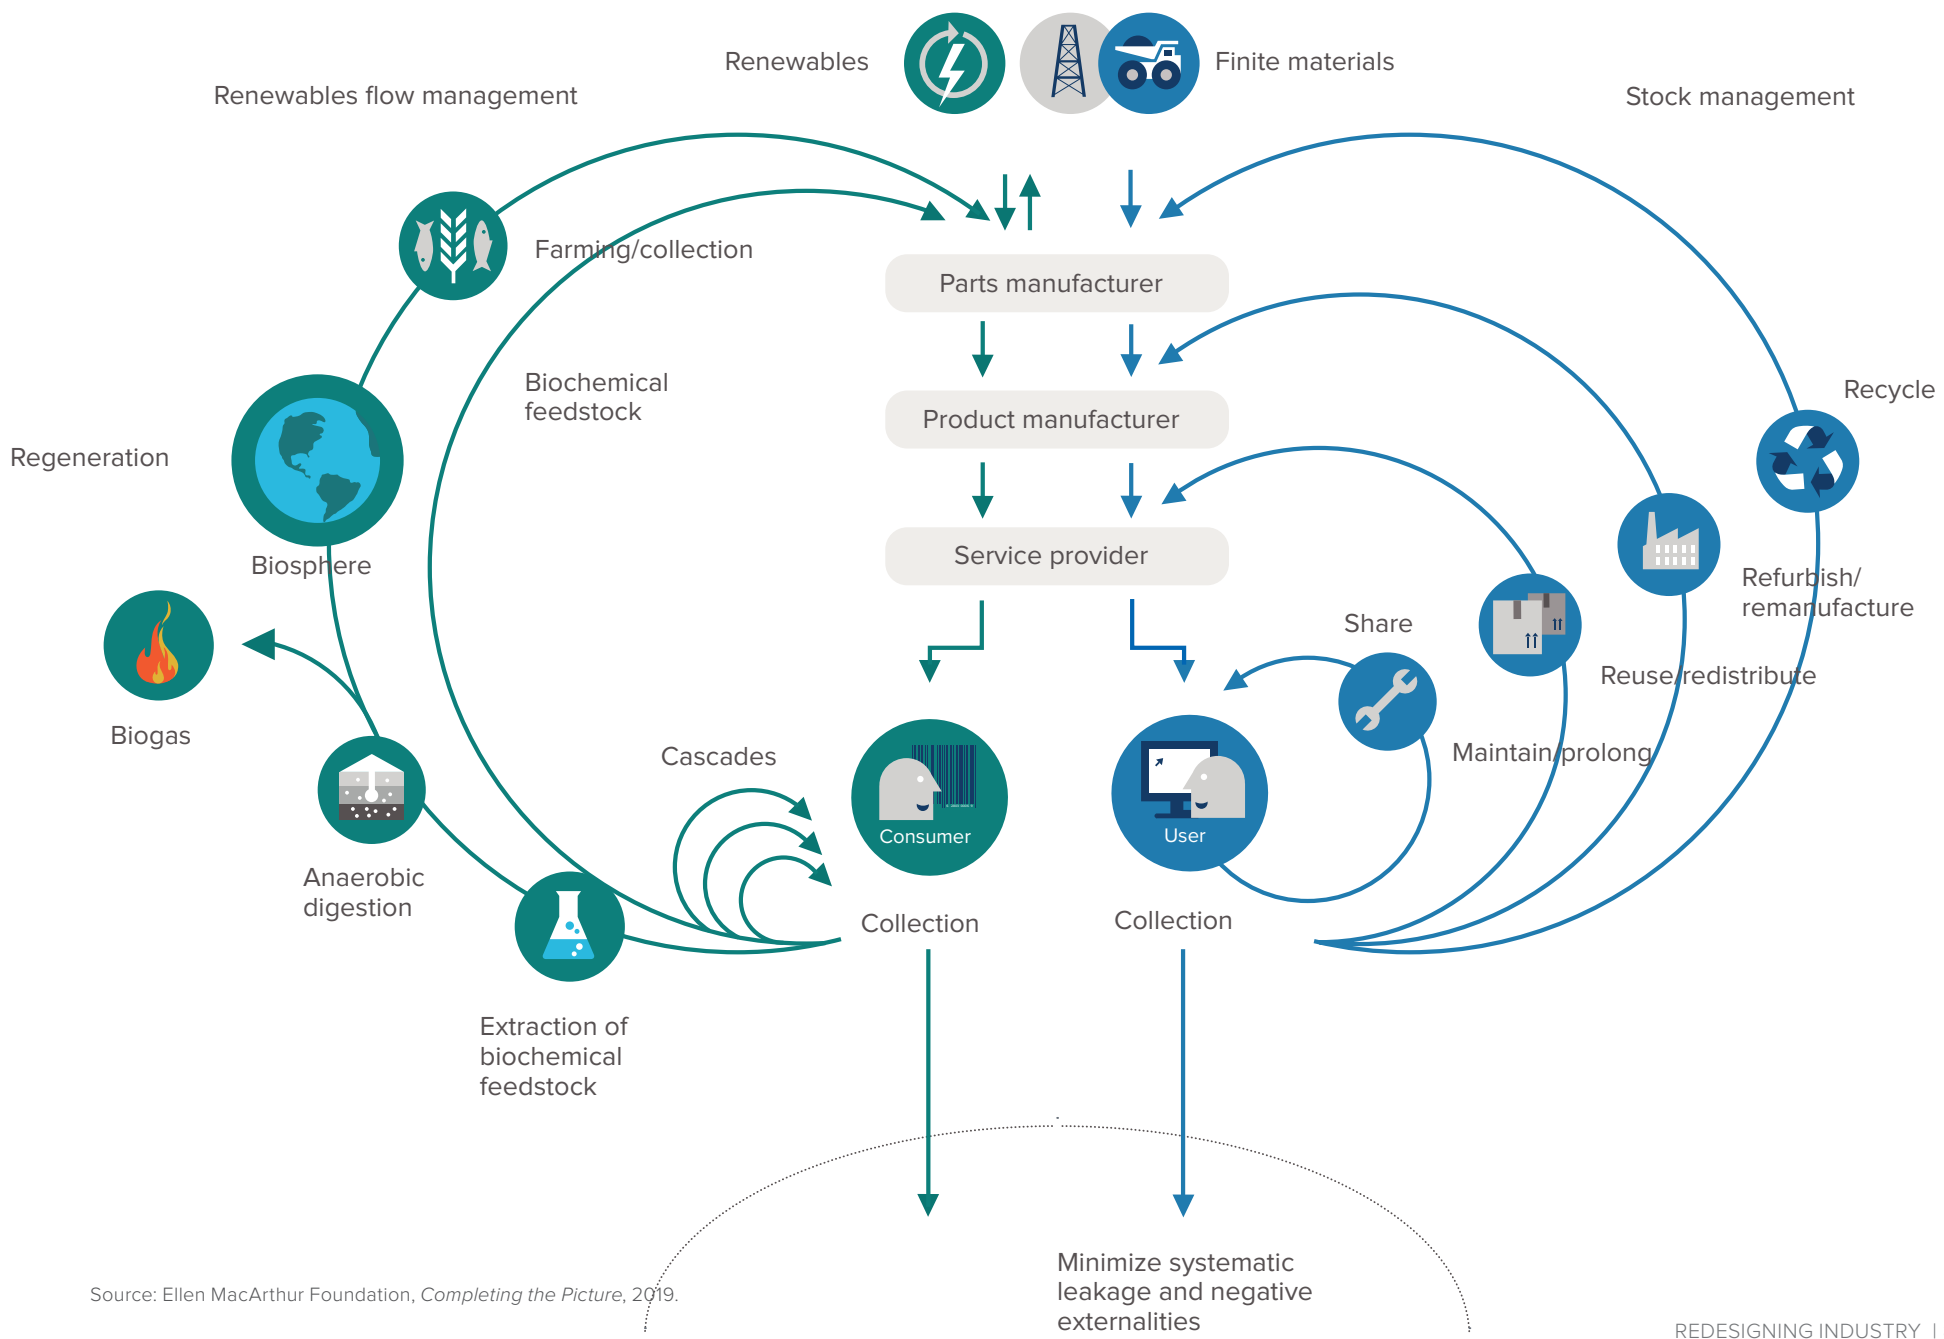 Renewables
Finite materials
Renewables flow management
Stock management
Farming/collection
Parts manufacturer
Biochemical
feedstock
Recycle
Product manufacturer
Regeneration
Service provider
Biosphere
Refurbish/
remanufacture
Share
Reuse/redistribute
Biogas
Cascades
Maintain/prolong
Consumer
User
Anaerobic
digestion
Collection
Collection
Extraction of
biochemical
feedstock
Minimize systematic
leakage and negative
externalities
Source: Ellen MacArthur Foundation, Completing the Picture, 2019.
REDESIGNING INDUSTRY |